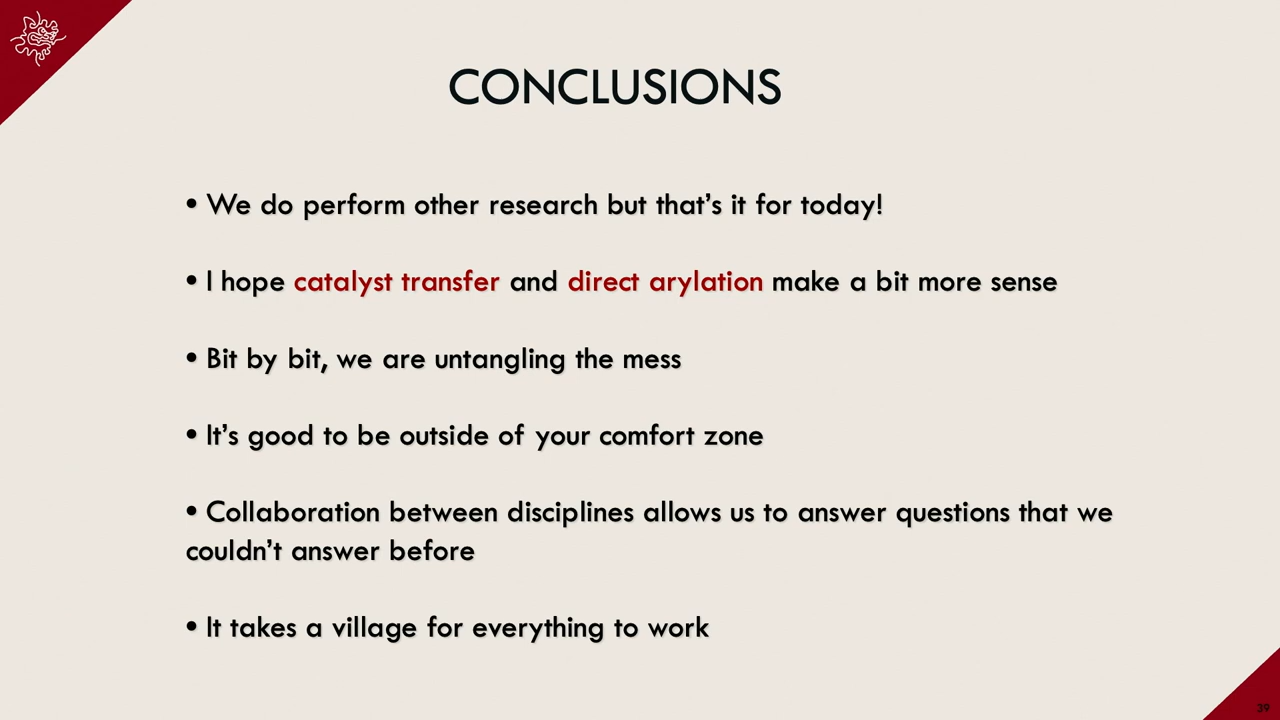 CONCLUSIONS
• We do perform other research but that's it for today!
• I hope catalyst transfer and direct arylation make a bit more sense
• Bit by bit, we are untangling the mess
• It's good to be outside of your comfort zone
• Collaboration between disciplines allows us to answer questions that we
couldn't answer before
• It takes a village for everything to work
39